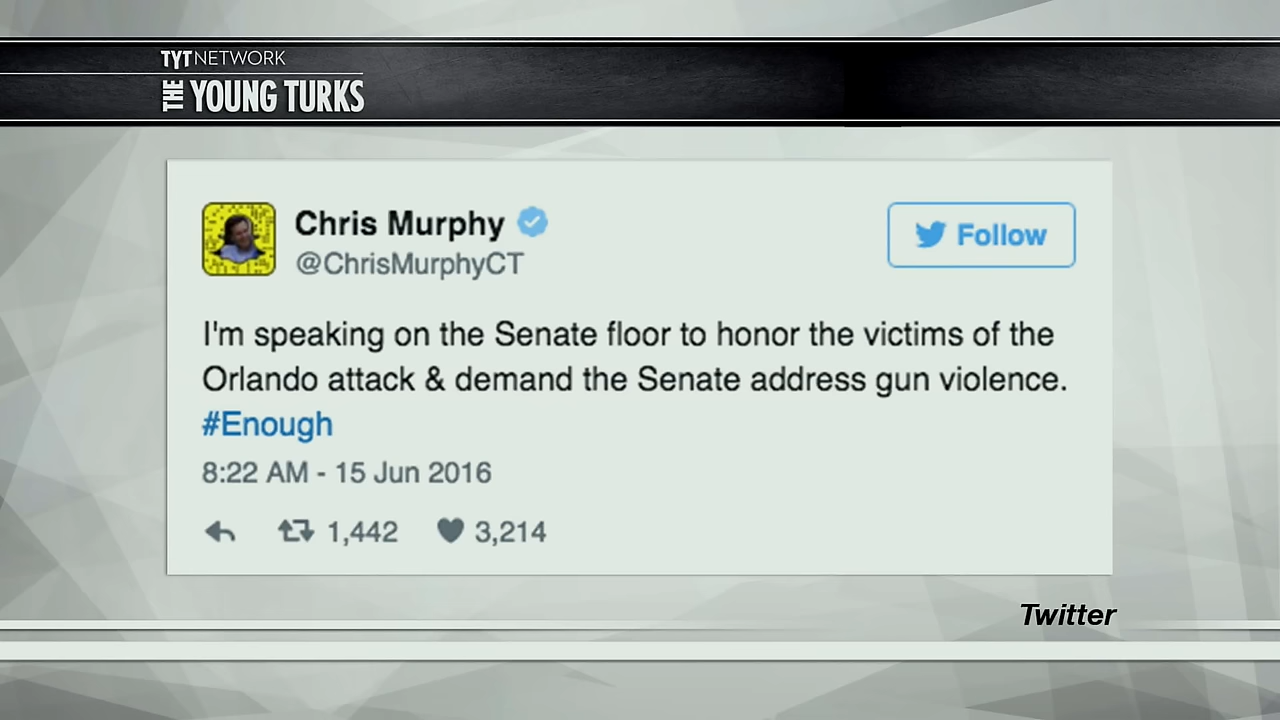 TYTNETWORK
THE YOUNG TURKS
Chris Murphy
@ChrisMurphyCT
Follow
I'm speaking on the Senate floor to honor the victims of the
Orlando attack & demand the Senate address gun violence.
#Enough
8:22 AM - 15 Jun 2016
1,442 3,214
Twitter